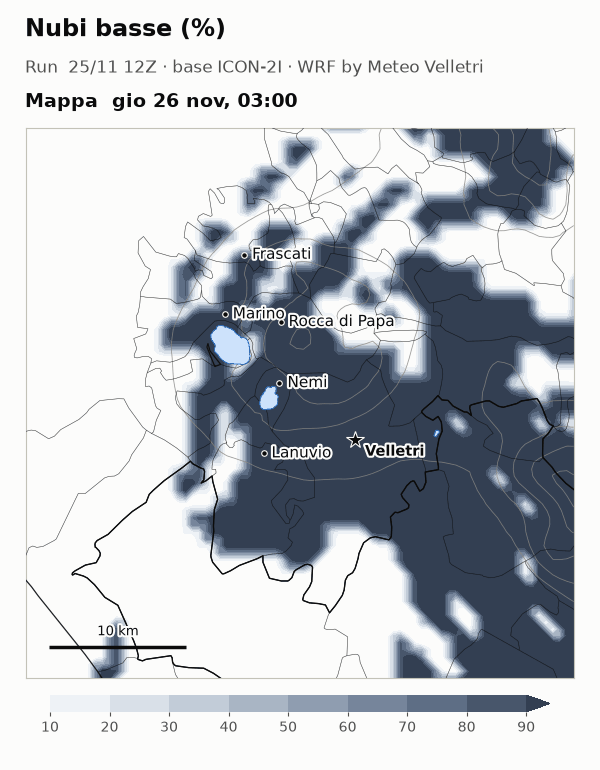 Nubi basse (%)
Run  25/11 12Z · base ICON-2I · WRF by Meteo Velletri
Mappa  gio 26 nov, 03:00
Frascati
Marino
Rocca di Papa
Nemi
Velletri
Lanuvio
10 km
10 20 30 40 50 60 70 80 90